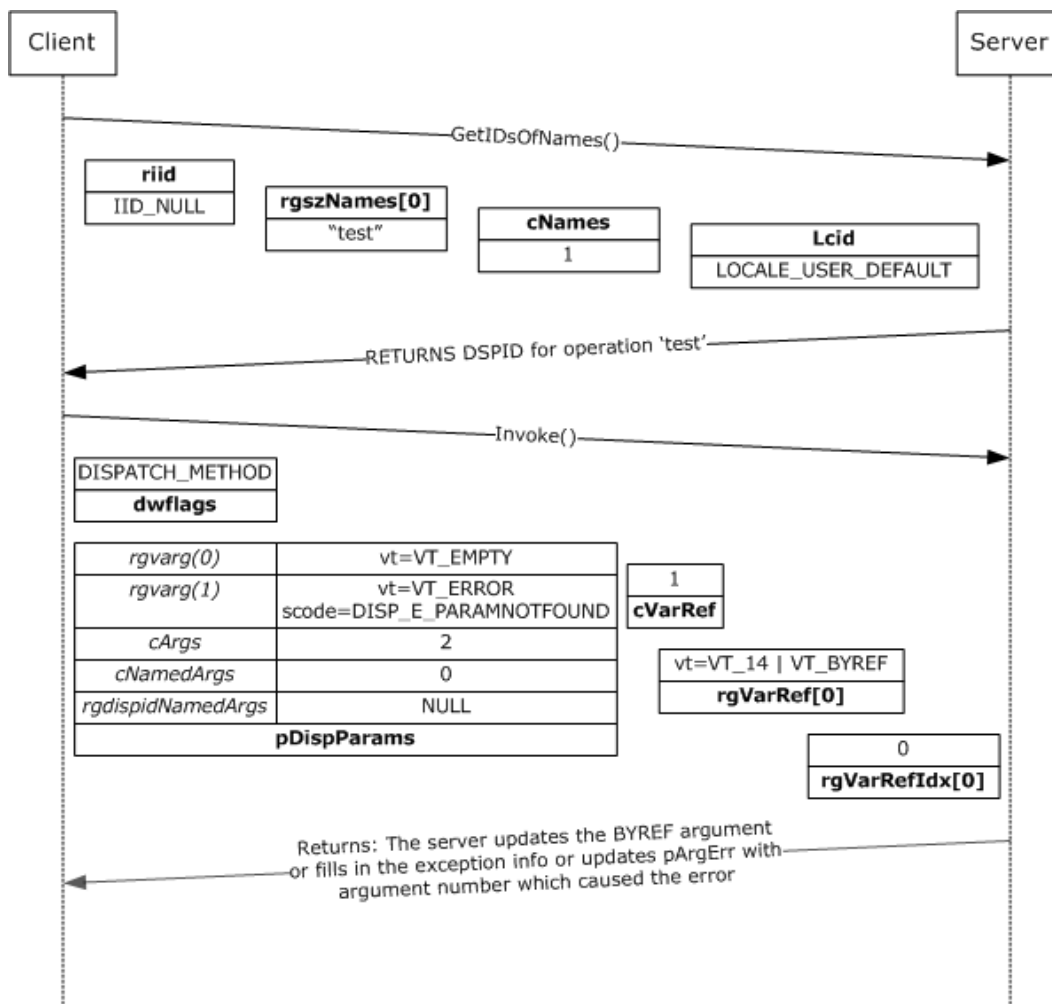 Client
Server
GetIDsOfNames()
riid
IID_NULL
rgszNames[0]
“test”
cNames
1
Lcid
LOCALE_USER_DEFAULT
RETURNS DSPID for operation ‘test’
Invoke()
DISPATCH_METHOD
dwflags
rgvarg(0)
vt=VT_EMPTY
rgvarg(1)
vt=VT_ERROR
scode=DISP_E_PARAMNOTFOUND
cArgs
2
cNamedArgs
0
rgdispidNamedArgs
NULL
pDispParams
1
cVarRef
vt=VT_14 | VT_BYREF
rgVarRef[0]
0
rgVarRefIdx[0]
Returns: The server updates the BYREF argument
or fills in the exception info or updates pArgErr with
argument number which caused the error